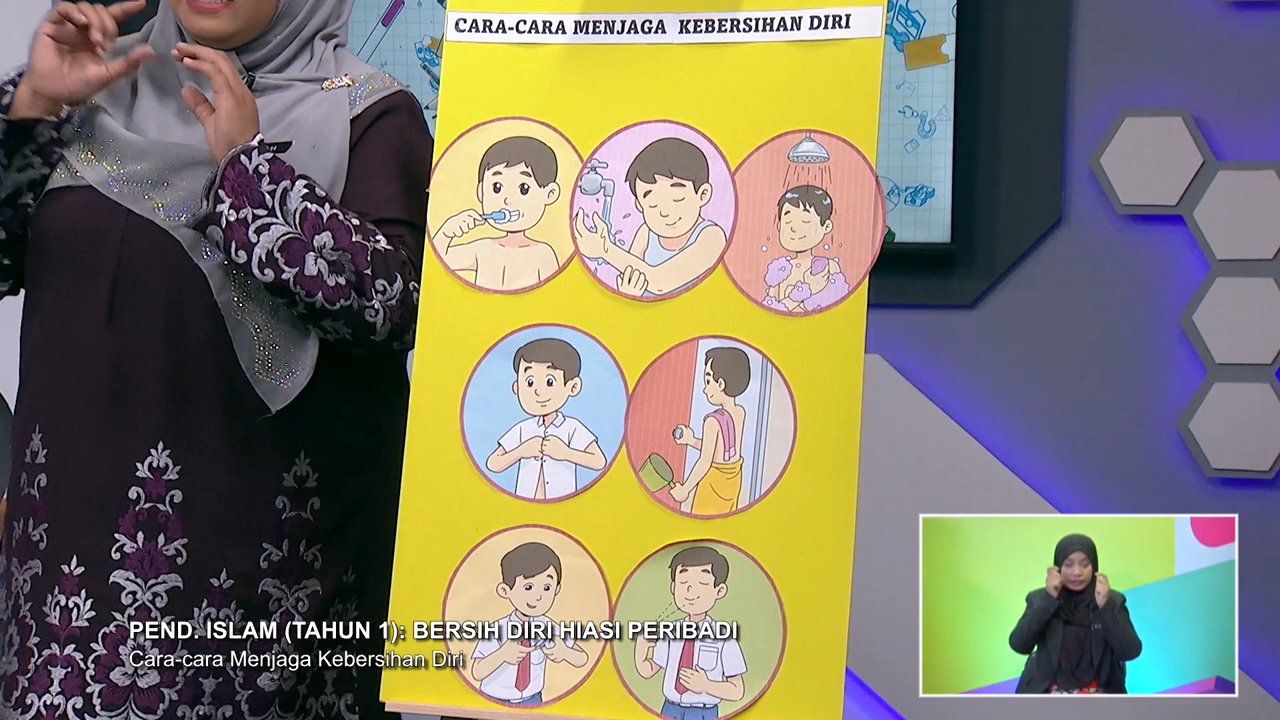 CARA-CARA MENJAGA KEBERSIHAN DIRI
PEND. ISLAM (TAHUN 1): BERSIH DIRI HIASI PERIBADI
Cara-cara Menjaga Kebersihan Diri